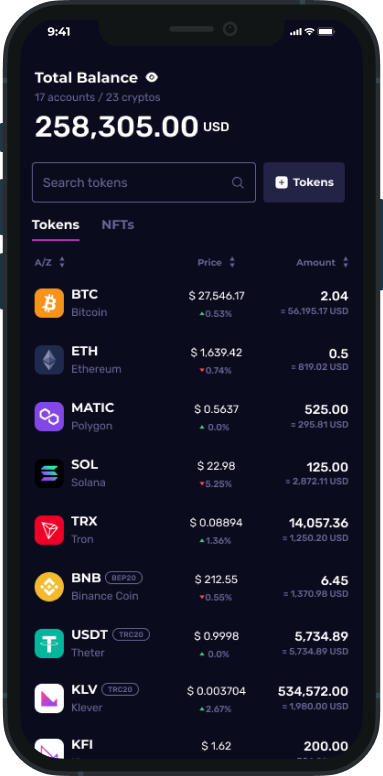 9:41
Total Balance
17 accounts / 23 cryptos
258,305.00 USD
Search tokens
Tokens
Tokens NFTs
A/Z Price Amount
BTC $ 27,546.17 2.04
Bitcoin 0.53% = 56,195.17 USD
ETH $ 1,639.42 0.5
Ethereum 0.74% = 819.02 USD
MATIC $ 0.5637 525.00
Polygon 0.0% = 295.81 USD
SOL $ 22.98 125.00
Solana 5.25% = 2,872.11 USD
TRX $ 0.08894 14,057.36
Tron 1.36% = 1,250.20 USD
BNB BEP20 $ 212.55 6.45
Binance Coin 0.55% = 1,370.98 USD
USDT TRC20 $ 0.9998 5,734.89
Theter 0.0% = 5,734.89 USD
KLV TRC20 $ 0.003704 534,572.00
Klever 2.67% = 1,980.00 USD
KFI $ 1.62 200.00